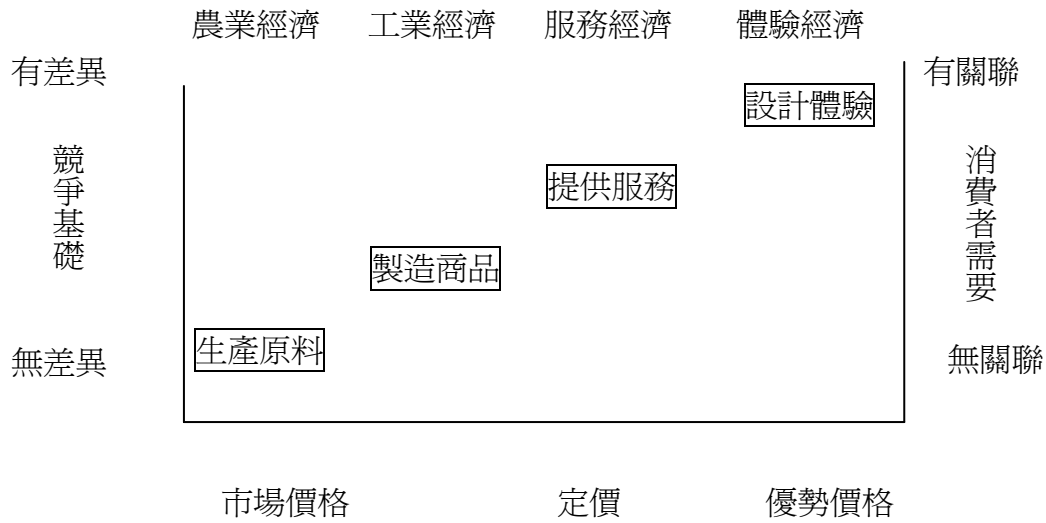 農業經濟 工業經濟 服務經濟 體驗經濟
有差異 有關聯
設計體驗
競爭基礎 消費者需要
提供服務
製造商品
生產原料
無差異 無關聯
市場價格 定價 優勢價格